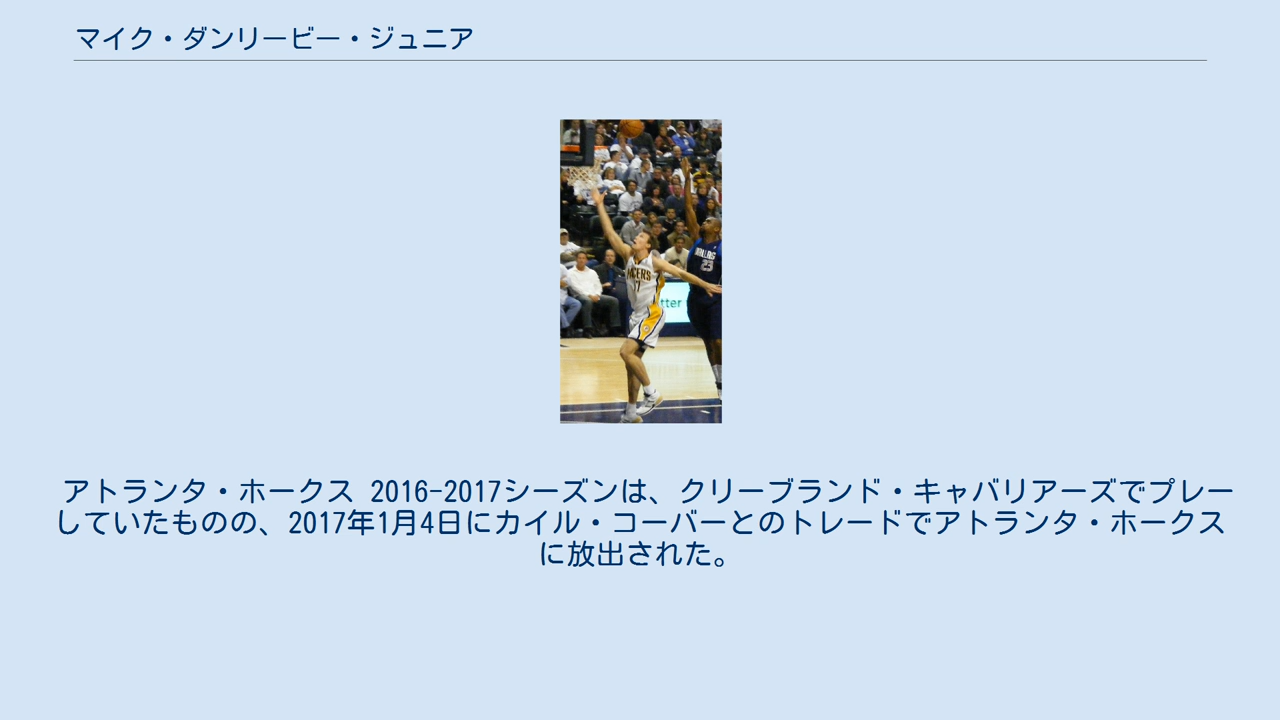 マイク・ダンリービー・ジュニア
tter
DALLAS
23
PACERS
17
アトランタ・ホークス 2016-2017シーズンは、クリーブランド・キャバリアーズでプレー
していたものの、2017年1月4日にカイル・コーバーとのトレードでアトランタ・ホークス
に放出された。